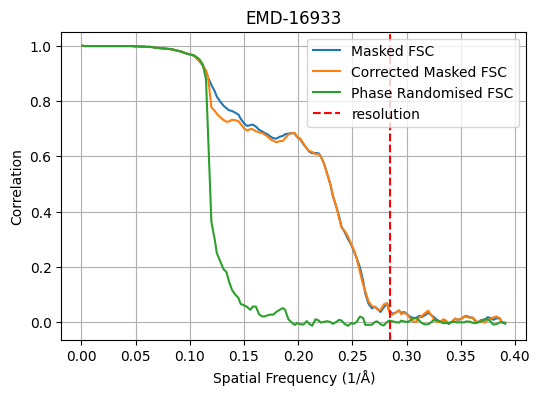 EMD-16933
Masked FSC
Corrected Masked FSC
Phase Randomised FSC
resolution
1.0
0.8
0.6
0.4
0.2
0.0
Correlation
0.00 0.05 0.10 0.15 0.20 0.25 0.30 0.35 0.40
Spatial Frequency (1/Å)